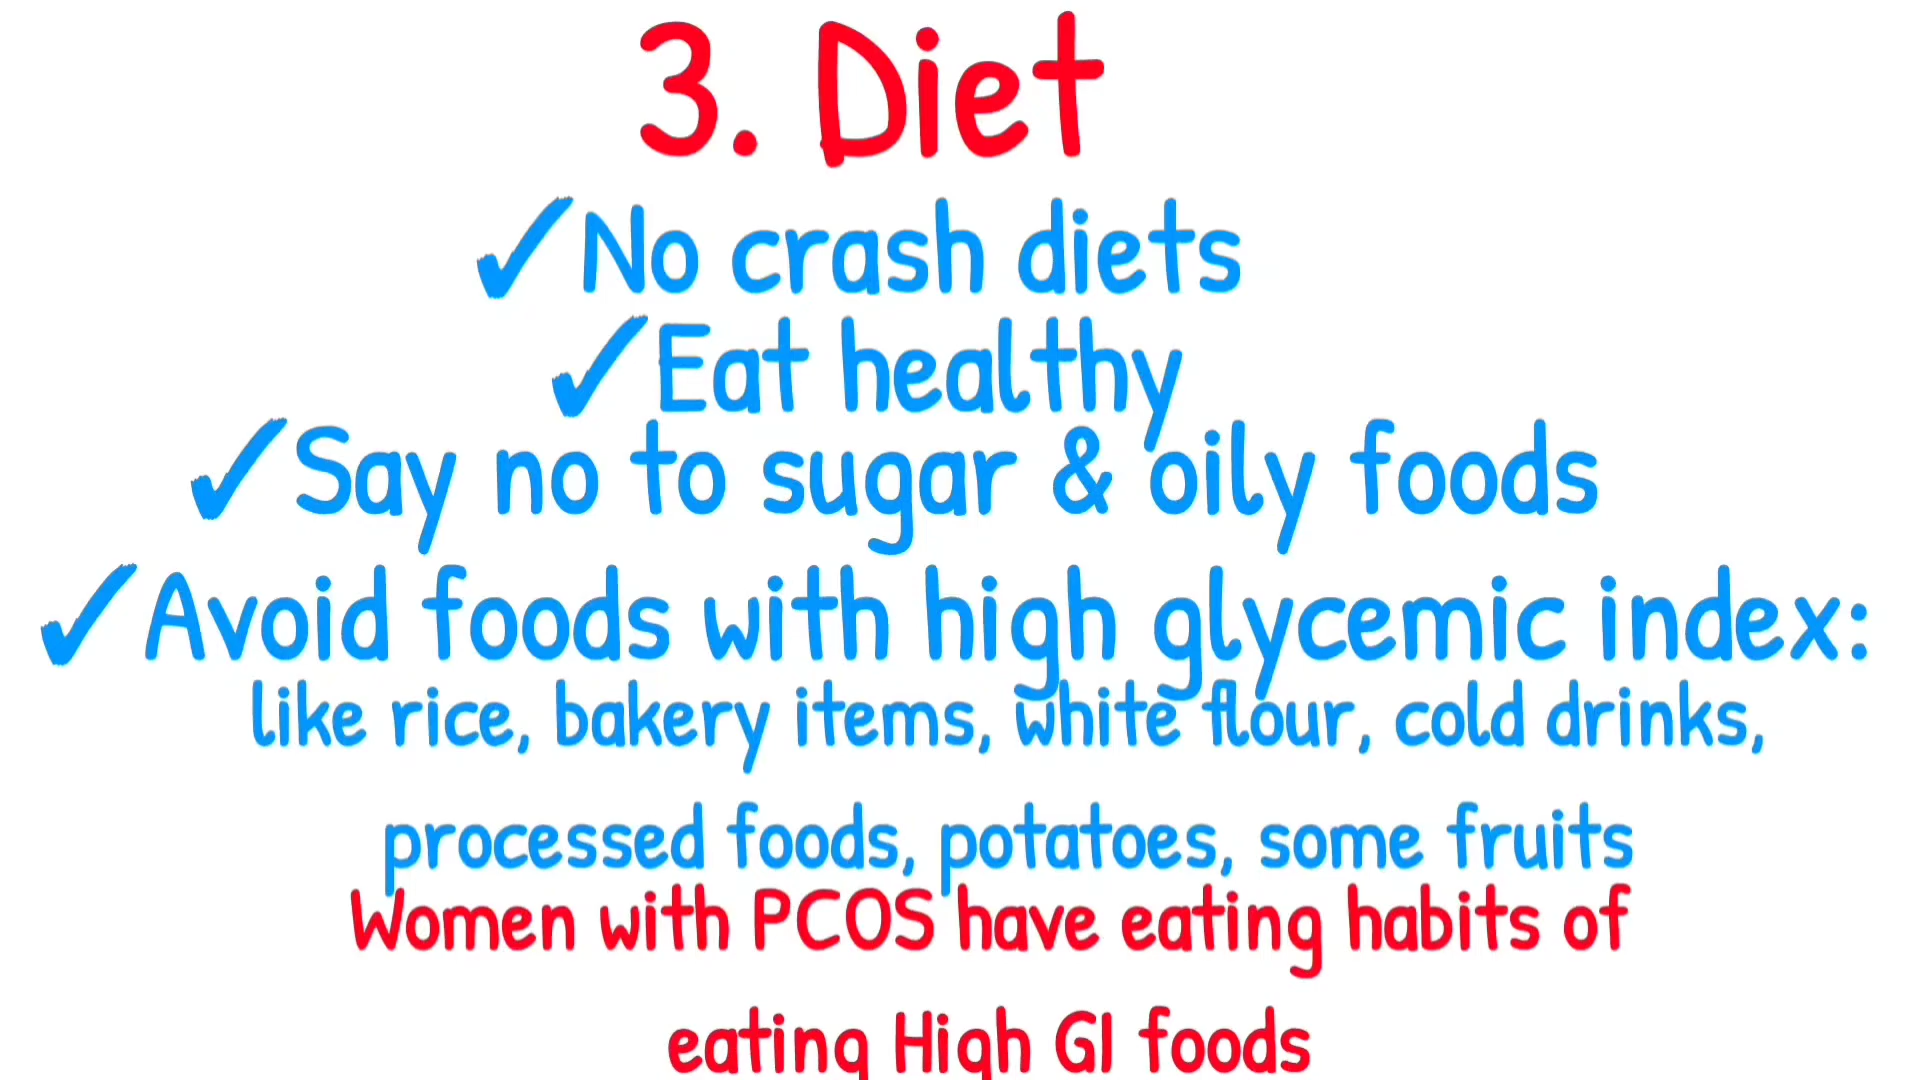 3. Diet
✓No crash diets
✓Eat healthy
✓Say no to sugar & oily foods
✓Avoid foods with high glycemic index:
like rice, bakery items, white flour, cold drinks,
processed foods, potatoes, some fruits
Women with PCOS have eating habits of
eating High GI foods